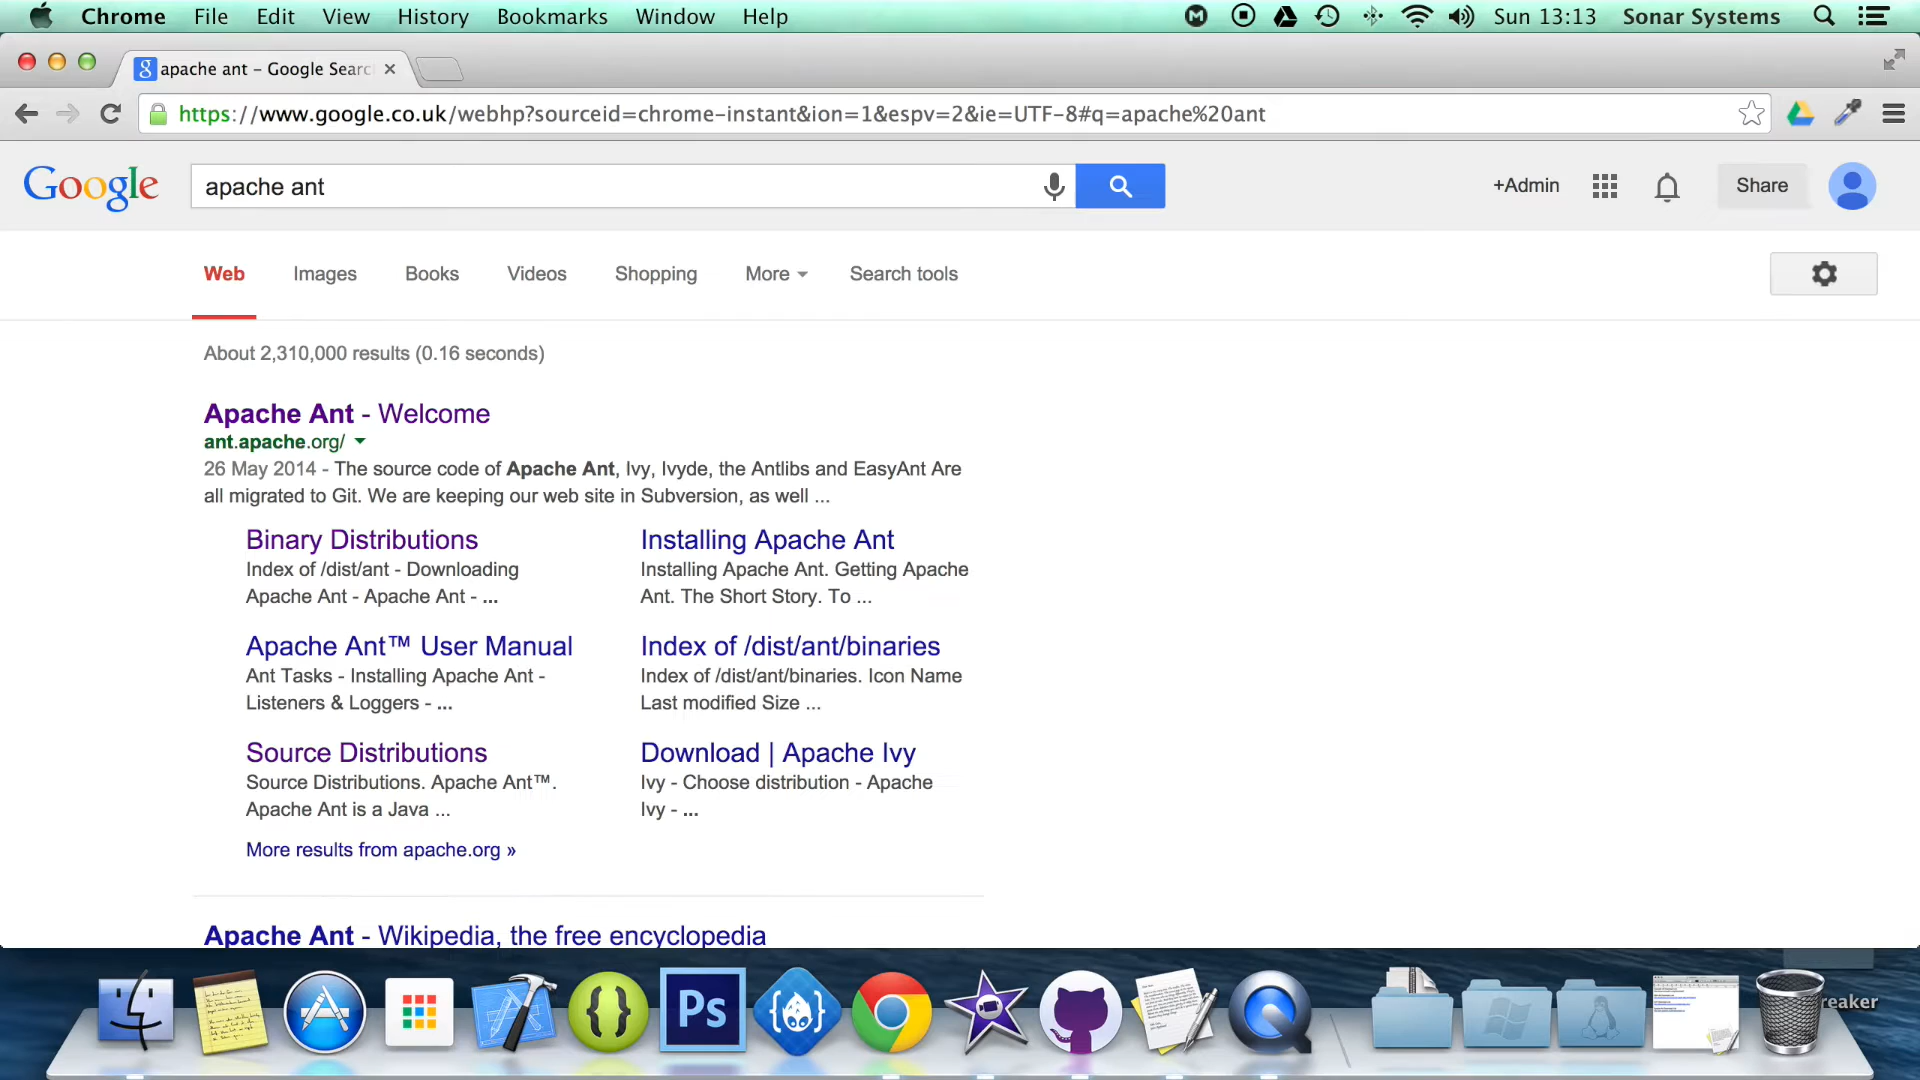 Chrome File Edit View History Bookmarks Window Help Sun 13:13 Sonar Systems
apache ant – Google Searc
https://www.google.co.uk/webhp?sourceid=chrome-instant&ion=1&espv=2&ie=UTF-8#q=apache%20ant
Google apache ant +Admin Share
Web Images Books Videos Shopping More Search tools
About 2,310,000 results (0.16 seconds)
Apache Ant - Welcome
ant.apache.org/
26 May 2014 - The source code of Apache Ant, Ivy, Ivyde, the Antlibs and EasyAnt Are
all migrated to Git. We are keeping our web site in Subversion, as well ...
Binary Distributions
Index of /dist/ant - Downloading
Apache Ant - Apache Ant - ...
Installing Apache Ant
Installing Apache Ant. Getting Apache
Ant. The Short Story. To ...
Apache Ant™ User Manual
Ant Tasks - Installing Apache Ant -
Listeners & Loggers - ...
Index of /dist/ant/binaries
Index of /dist/ant/binaries. Icon Name
Last modified Size ...
Source Distributions
Source Distributions. Apache Ant™.
Apache Ant is a Java ...
Download | Apache Ivy
Ivy - Choose distribution - Apache
Ivy - ...
More results from apache.org »
Apache Ant - Wikipedia, the free encyclopedia
Ps
reaker